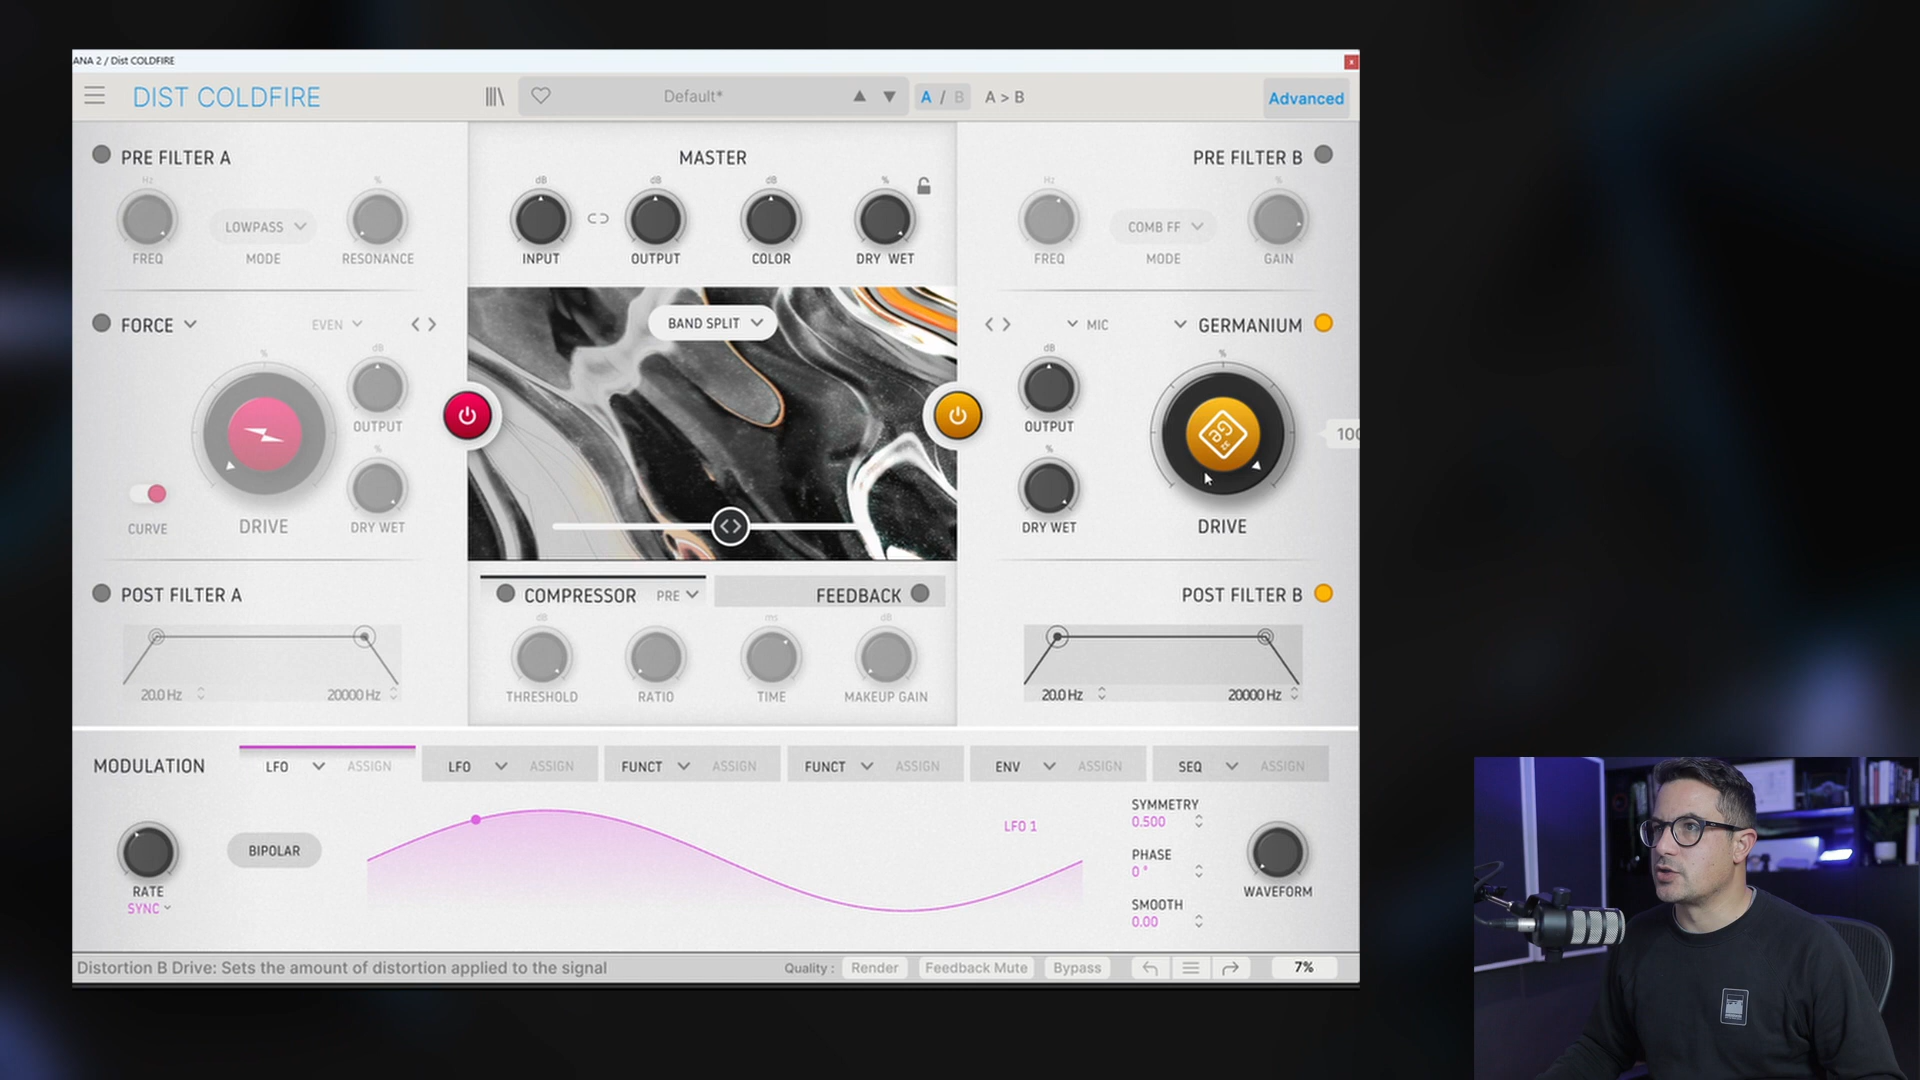 ANA 2 / Dist COLDFIRE
x
DIST COLDFIRE
Default*
A / B
A > B
Advanced
PRE FILTER A
Hz
%
LOWPASS
FREQ
MODE
RESONANCE
MASTER
dB
dB
dB
%
INPUT
OUTPUT
COLOR
DRY WET
PRE FILTER B
Hz
%
COMB FF
FREQ
MODE
GAIN
FORCE
EVEN
%
dB
OUTPUT
CURVE
DRIVE
DRY WET
BAND SPLIT
MIC
GERMANIUM
dB
%
OUTPUT
%
Ge
100
DRY WET
DRIVE
POST FILTER A
20.0 Hz
20000 Hz
COMPRESSOR
PRE
FEEDBACK
dB
ms
dB
THRESHOLD
RATIO
TIME
MAKEUP GAIN
POST FILTER B
20.0 Hz
20000 Hz
MODULATION
LFO
ASSIGN
LFO
ASSIGN
FUNCT
ASSIGN
FUNCT
ASSIGN
ENV
ASSIGN
SEQ
ASSIGN
RATE
SYNC
BIPOLAR
LFO 1
SYMMETRY
0.500
PHASE
0 °
SMOOTH
0.00
WAVEFORM
Distortion B Drive: Sets the amount of distortion applied to the signal
Quality :
Render
Feedback Mute
Bypass
7%